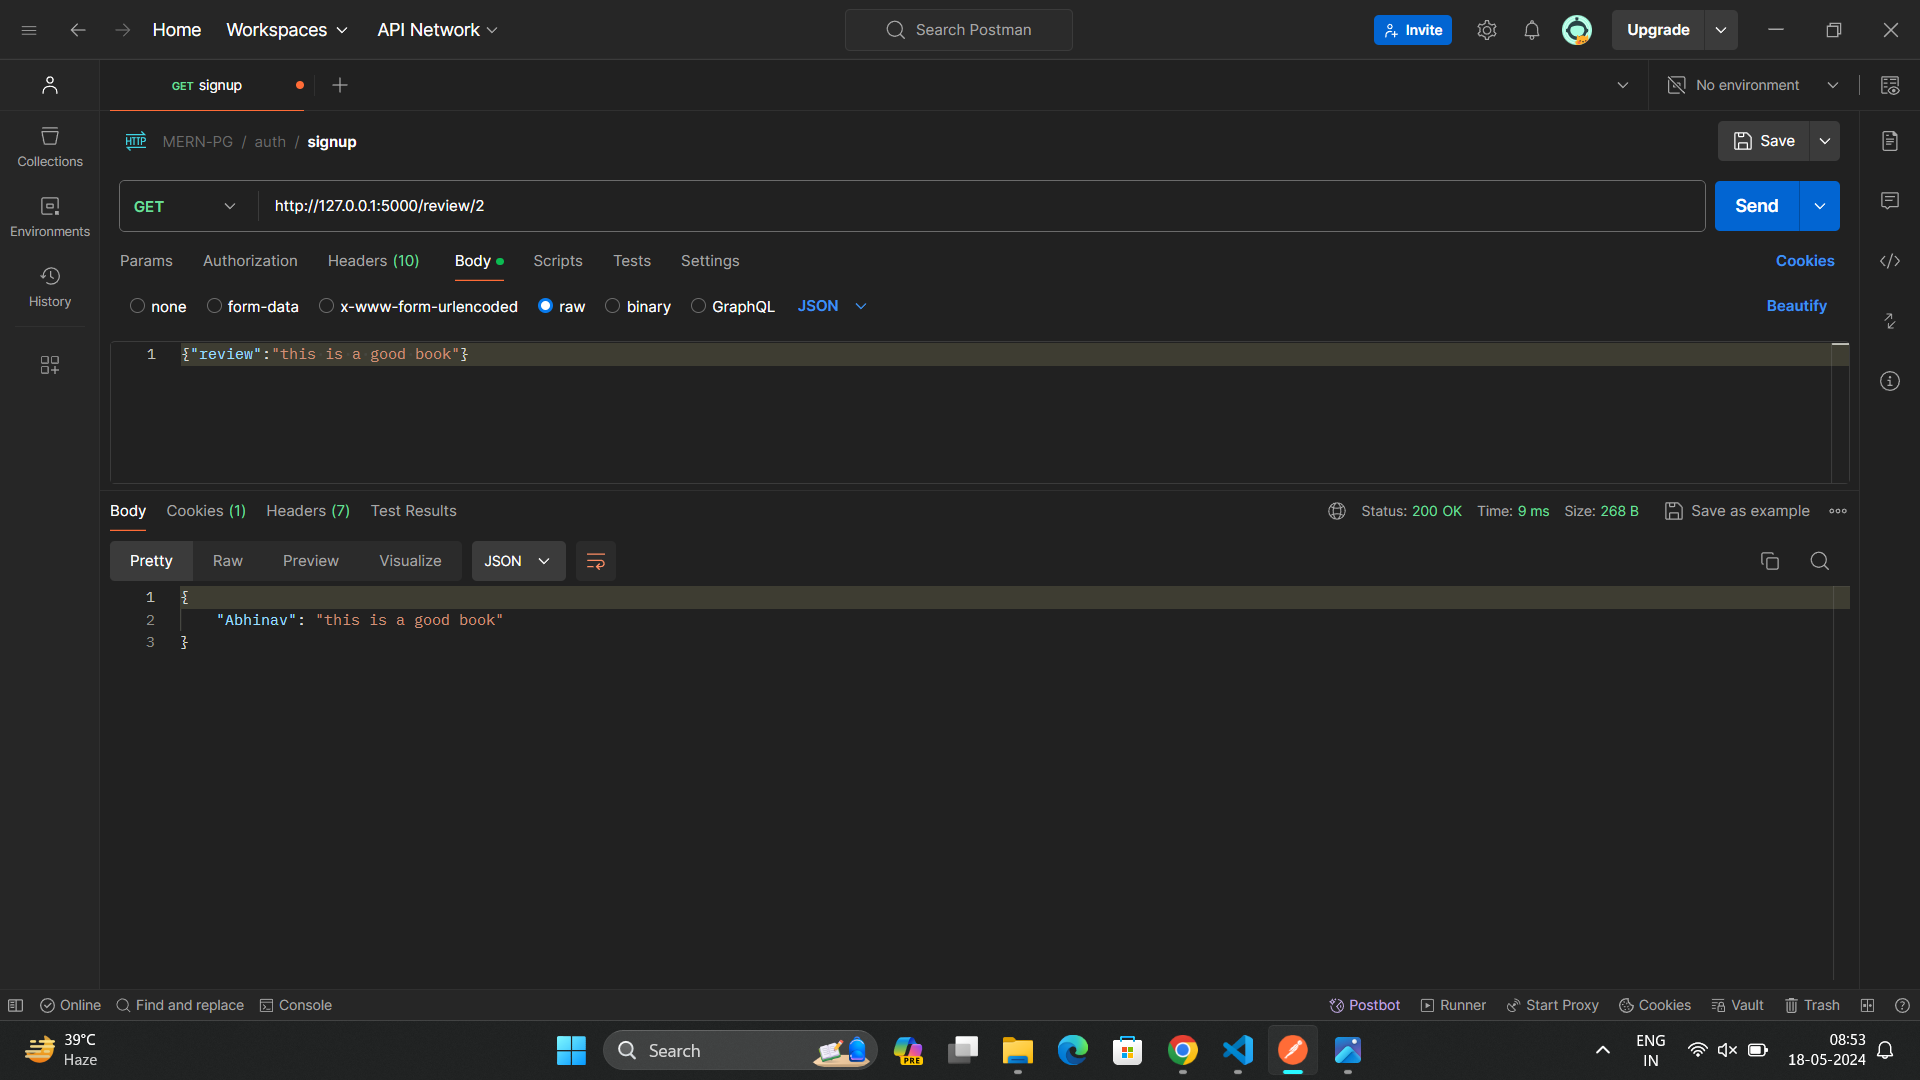 Home Workspaces API Network Search Postman Invite Upgrade
GET signup No environment
HTTP MERN-PG / auth / signup Save
Collections
GET http://127.0.0.1:5000/review/2 Send
Environments
Params Authorization Headers (10) Body Scripts Tests Settings Cookies
History
none form-data x-www-form-urlencoded raw binary GraphQL JSON Beautify
1 {"review":"this is a good book"}
Body Cookies (1) Headers (7) Test Results Status: 200 OK Time: 9 ms Size: 268 B Save as example
Pretty Raw Preview Visualize JSON
1 {
2 "Abhinav": "this is a good book"
3 }
Online Find and replace Console Postbot Runner Start Proxy Cookies Vault Trash
39°C
Haze
Search
PRE
ENG
IN
08:53
18-05-2024